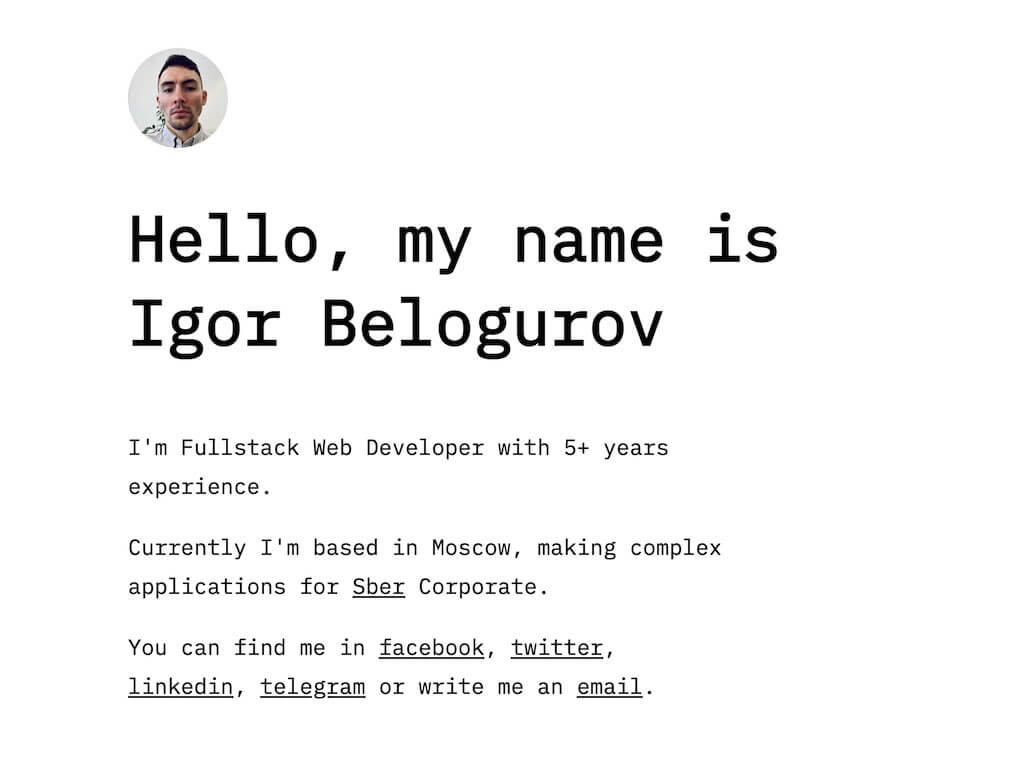 Hello, my name is
Igor Belogurov
I'm Fullstack Web Developer with 5+ years
experience.
Currently I'm based in Moscow, making complex
applications for Sber Corporate.
You can find me in facebook, twitter,
linkedin, telegram or write me an email.